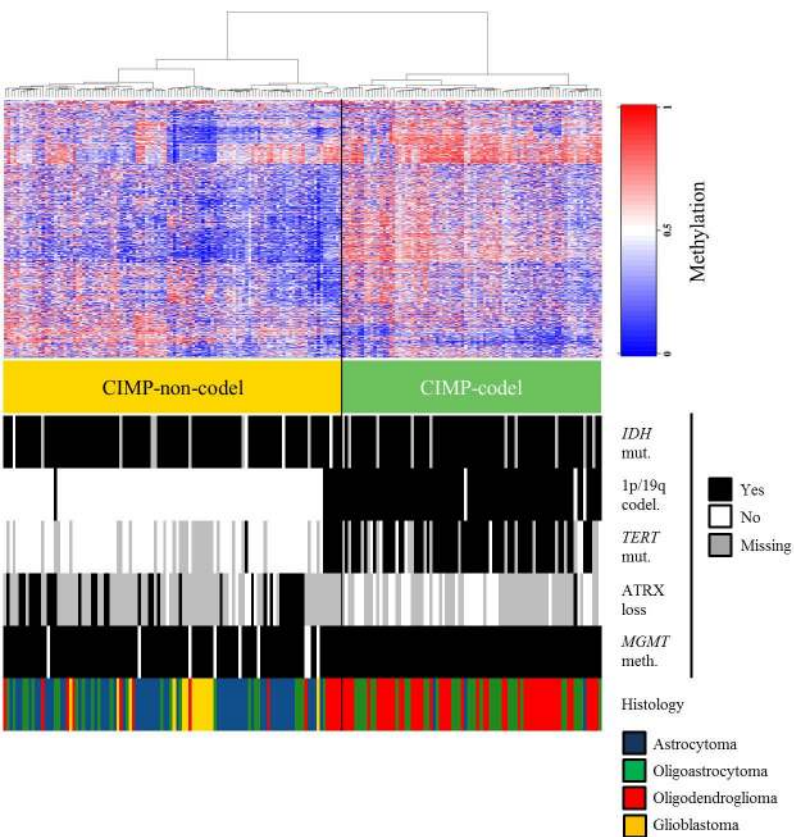 1
0.5
0
Methylation
CIMP-non-codel
CIMP-codel
IDH
mut.
1p/19q
codel.
TERT
mut.
ATRX
loss
MGMT
meth.
Yes
No
Missing
Histology
Astrocytoma
Oligoastrocytoma
Oligodendroglioma
Glioblastoma